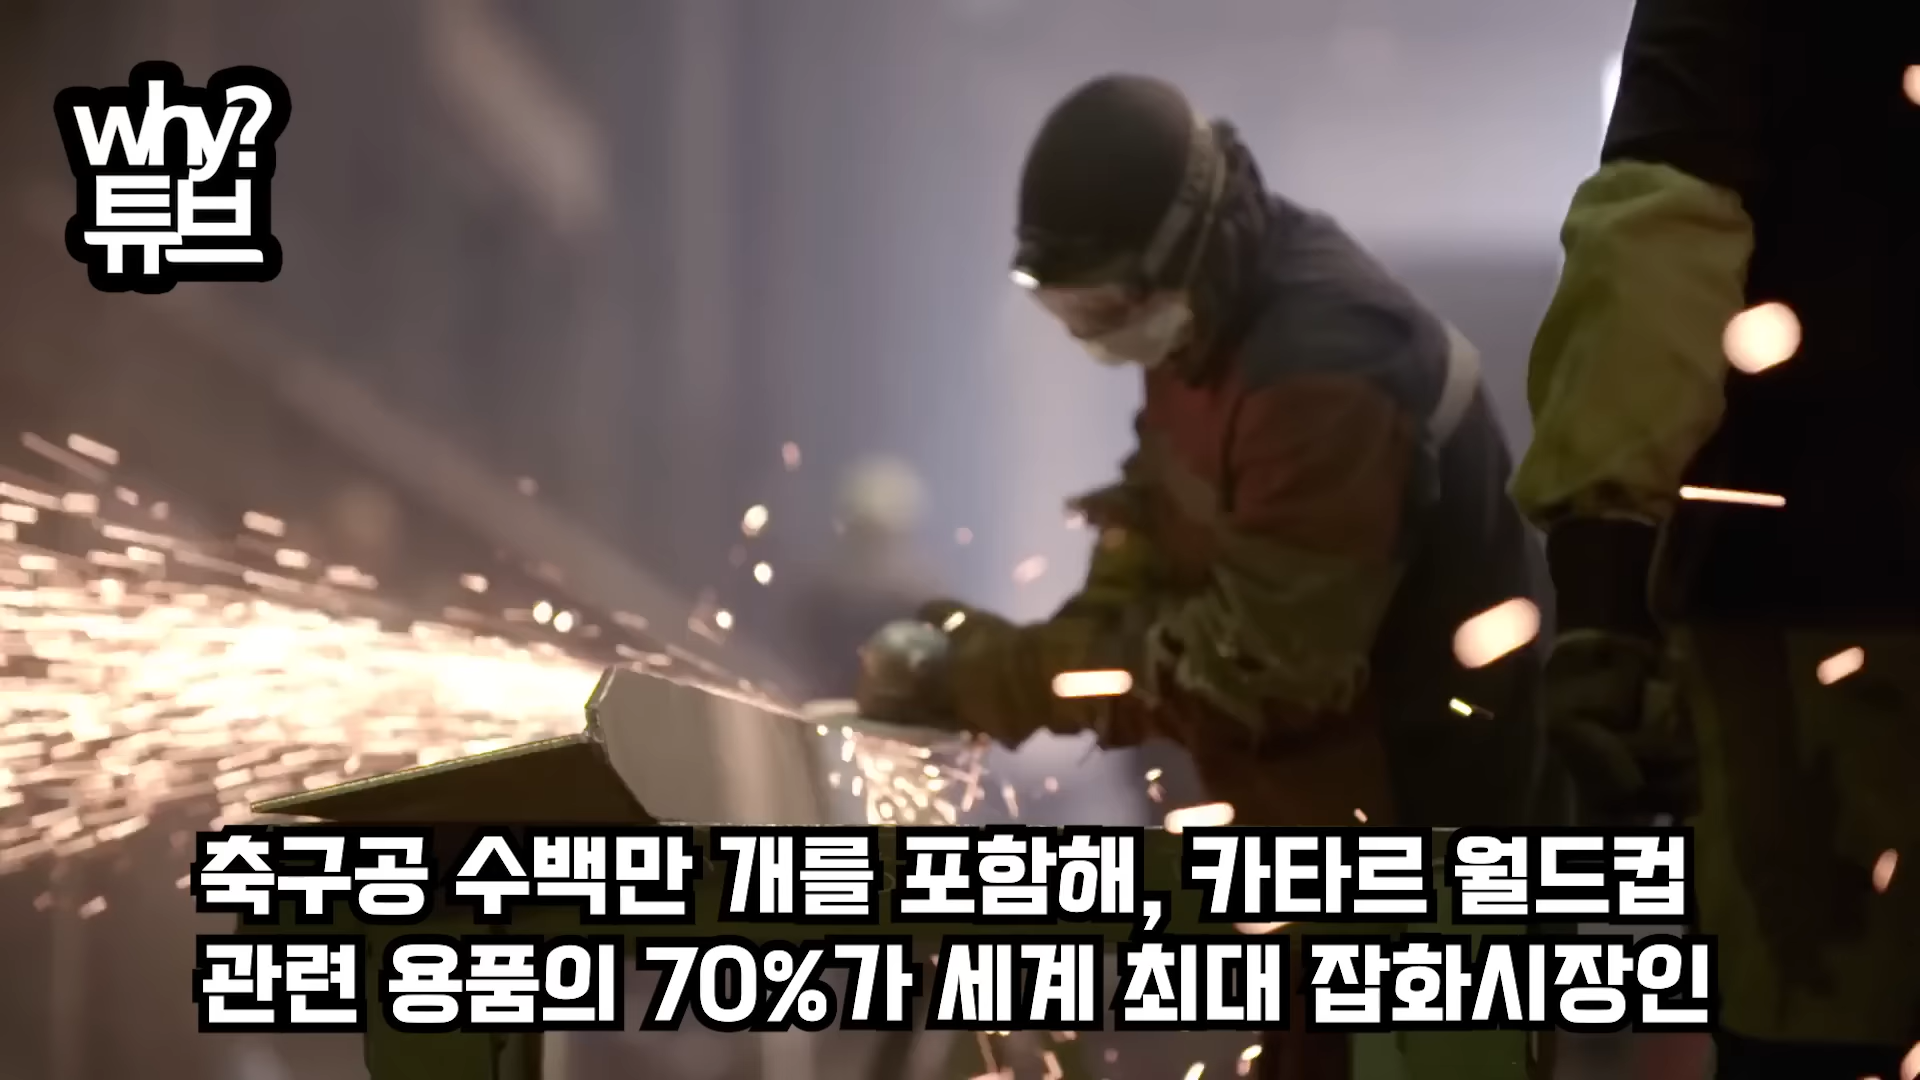 why?
튜브
축구공 수백만 개를 포함해, 카타르 월드컵
관련 용품의 70%가 세계 최대 잡화시장인